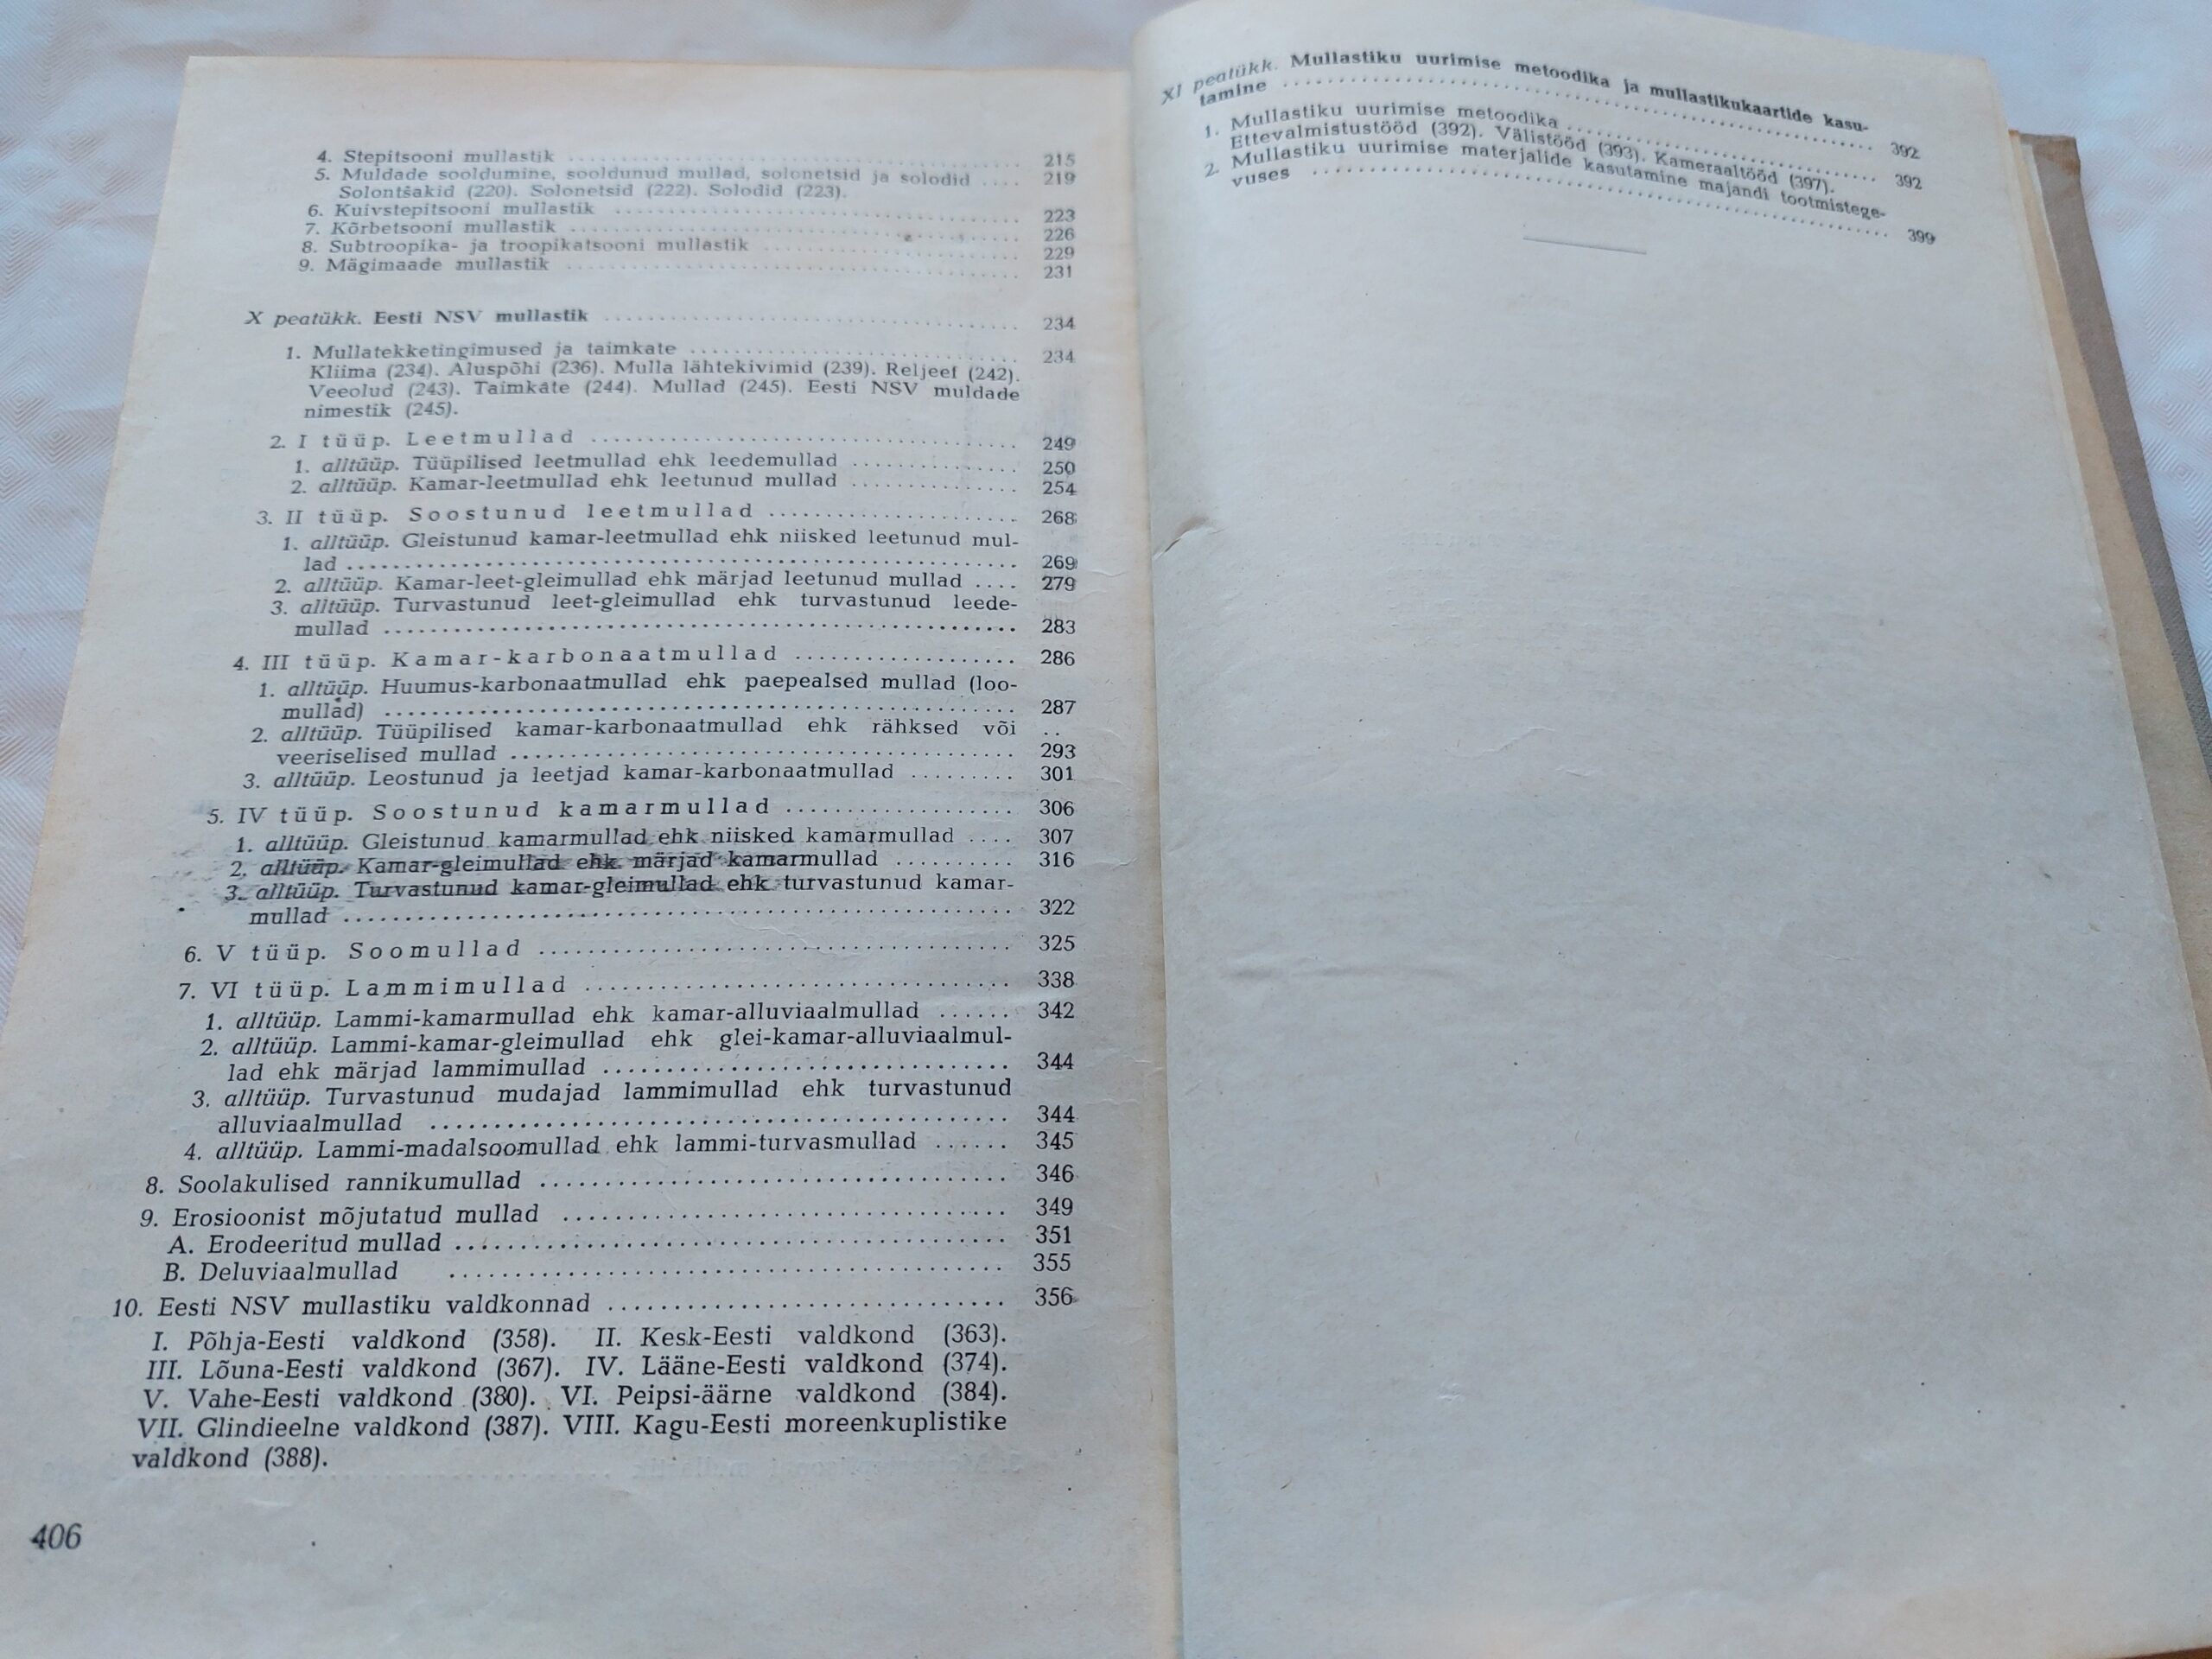 4. Stepitsooni mullastik ........ 215
5. Muldade sooldumine, sooldunud mullad, solonetsid ja solodid .... 219
Solontšakid (220). Solonetsid (222). Solodid (223).
6. Kuivstepitsooni mullastik ........ 223
7. Kõrbetsooni mullastik ........ 226
8. Subtroopika- ja troopikatsooni mullastik ........ 229
9. Mägimaade mullastik ........ 231
X peatükk. Eesti NSV mullastik ........ 234
1. Mullatekketingimused ja taimkate ........ 234
Kliima (234). Aluspõhi (236). Mulla lähtekivimid (239). Reljeef (242).
Veeolud (243). Taimkate (244). Mullad (245). Eesti NSV muldade
nimestik (245).
2. I tüüp. Leetmullad ........ 249
1. alltüüp. Tüüpilised leetmullad ehk leedemullad ........ 250
2. alltüüp. Kamar-leetmullad ehk leetunud mullad ........ 254
3. II tüüp. Soostunud leetmullad ........ 268
1. alltüüp. Gleistunud kamar-leetmullad ehk niisked leetunud mul-
lad ........ 269
2. alltüüp. Kamar-leet-gleimullad ehk märjad leetunud mullad .... 279
3. alltüüp. Turvastunud leet-gleimullad ehk turvastunud leede-
mullad ........ 283
4. III tüüp. Kamar-karbonaatmullad ........ 286
1. alltüüp. Huumus-karbonaatmullad ehk paepealsed mullad (loo-
mullad) ........ 287
2. alltüüp. Tüüpilised kamar-karbonaatmullad ehk rähksed või ..
veeriselised mullad ........ 293
3. alltüüp. Leostunud ja leetjad kamar-karbonaatmullad ........ 301
5. IV tüüp. Soostunud kamarmullad ........ 306
1. alltüüp. Gleistunud kamarmullad ehk niisked kamarmullad .... 307
2. alltüüp. Kamar-gleimullad ehk märjad kamarmullad ........ 316
3. alltüüp. Turvastunud kamar-gleimullad ehk turvastunud kamar-
mullad ........ 322
6. V tüüp. Soomullad ........ 325
7. VI tüüp. Lammimullad ........ 338
1. alltüüp. Lammi-kamarmullad ehk kamar-alluviaalmullad ...... 342
2. alltüüp. Lammi-kamar-gleimullad ehk glei-kamar-alluviaalmul-
lad ehk märjad lammimullad ........ 344
3. alltüüp. Turvastunud mudajad lammimullad ehk turvastunud
alluviaalmullad ........ 344
4. alltüüp. Lammi-madalsoomullad ehk lammi-turvasmullad ...... 345
8. Soolakulised rannikumullad ........ 346
9. Erosioonist mõjutatud mullad ........ 349
A. Erodeeritud mullad ........ 351
B. Deluviaalmullad ........ 355
10. Eesti NSV mullastiku valdkonnad ........ 356
I. Põhja-Eesti valdkond (358). II. Kesk-Eesti valdkond (363).
III. Lõuna-Eesti valdkond (367). IV. Lääne-Eesti valdkond (374).
V. Vahe-Eesti valdkond (380). VI. Peipsi-äärne valdkond (384).
VII. Glindieelne valdkond (387). VIII. Kagu-Eesti moreenkuplistike
valdkond (388).
406
XI peatükk. Mullastiku uurimise metoodika ja mullastikukaartide kasu-
tamine ........ 392
1. Mullastiku uurimise metoodika ........ 392
Ettevalmistustööd (392). Välistööd (393). Kameraaltööd (397).
2. Mullastiku uurimise materjalide kasutamine majandi tootmistege-
vuses ........ 399